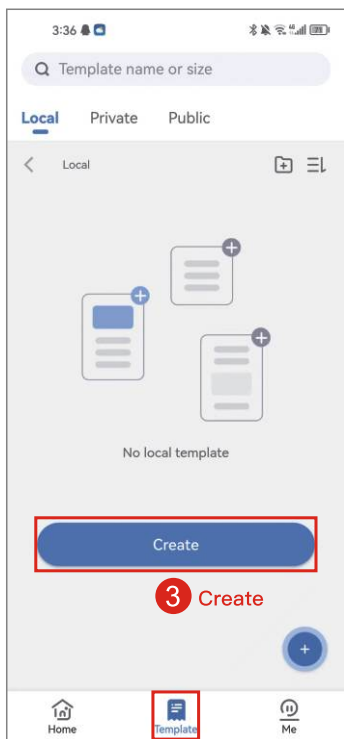 3:36
Template name or size
Local Private Public
Local
No local template
Create
3 Create
Home Template Me